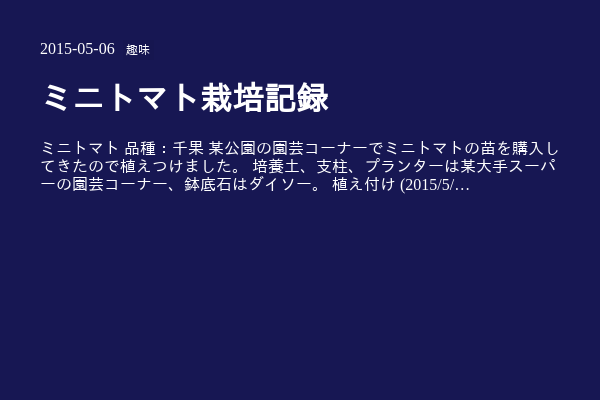 2015-05-06 趣味
ミニトマト栽培記録
ミニトマト 品種：千果 某公園の園芸コーナーでミニトマトの苗を購入し
てきたので植えつけました。 培養土、支柱、プランターは某大手スーパ
ーの園芸コーナー、鉢底石はダイソー。 植え付け (2015/5/…